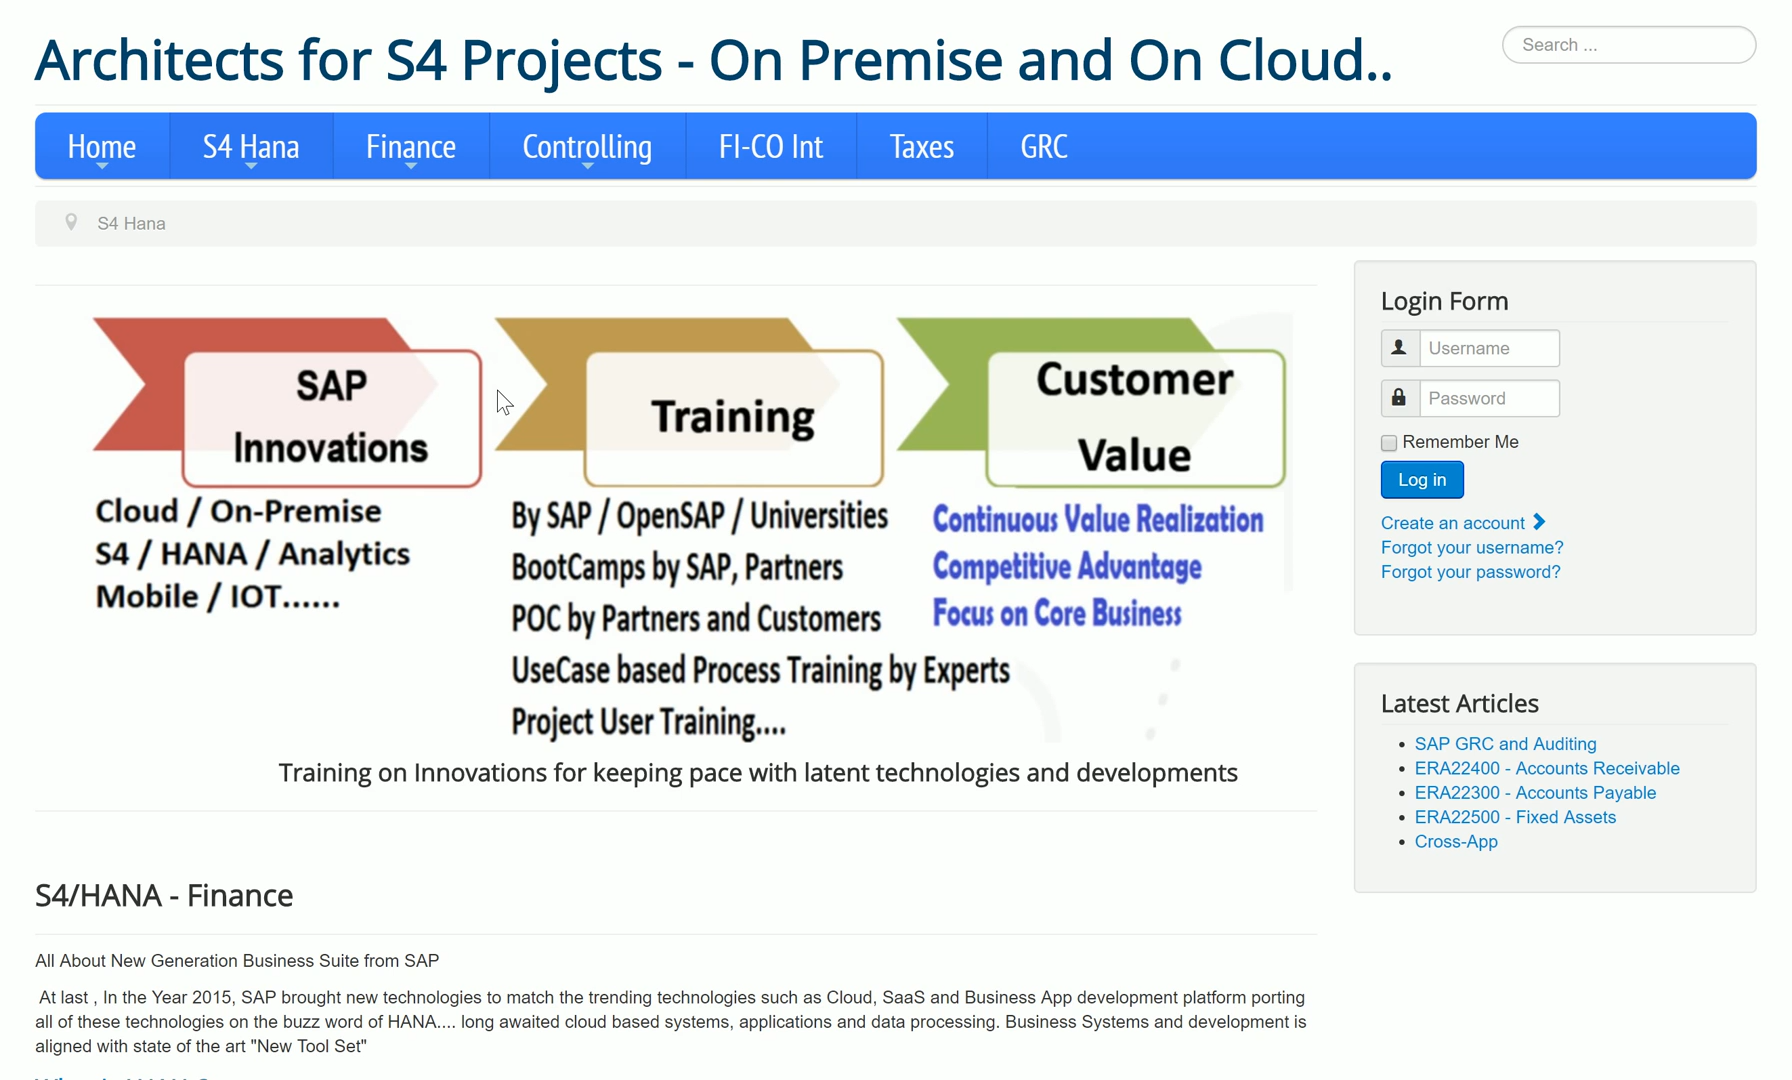 Architects for S4 Projects - On Premise and On Cloud..
Search ...
Home
S4 Hana
Finance
Controlling
FI-CO Int
Taxes
GRC
S4 Hana
SAP
Innovations
Training
Customer
Value
Cloud / On-Premise
S4 / HANA / Analytics
Mobile / IOT......
By SAP / OpenSAP / Universities
BootCamps by SAP, Partners
POC by Partners and Customers
UseCase based Process Training by Experts
Project User Training....
Continuous Value Realization
Competitive Advantage
Focus on Core Business
Training on Innovations for keeping pace with latent technologies and developments
Login Form
Username
Password
Remember Me
Log in
Create an account
Forgot your username?
Forgot your password?
Latest Articles
SAP GRC and Auditing
ERA22400 - Accounts Receivable
ERA22300 - Accounts Payable
ERA22500 - Fixed Assets
Cross-App
S4/HANA - Finance
All About New Generation Business Suite from SAP
At last , In the Year 2015, SAP brought new technologies to match the trending technologies such as Cloud, SaaS and Business App development platform porting
all of these technologies on the buzz word of HANA.... long awaited cloud based systems, applications and data processing. Business Systems and development is
aligned with state of the art "New Tool Set"